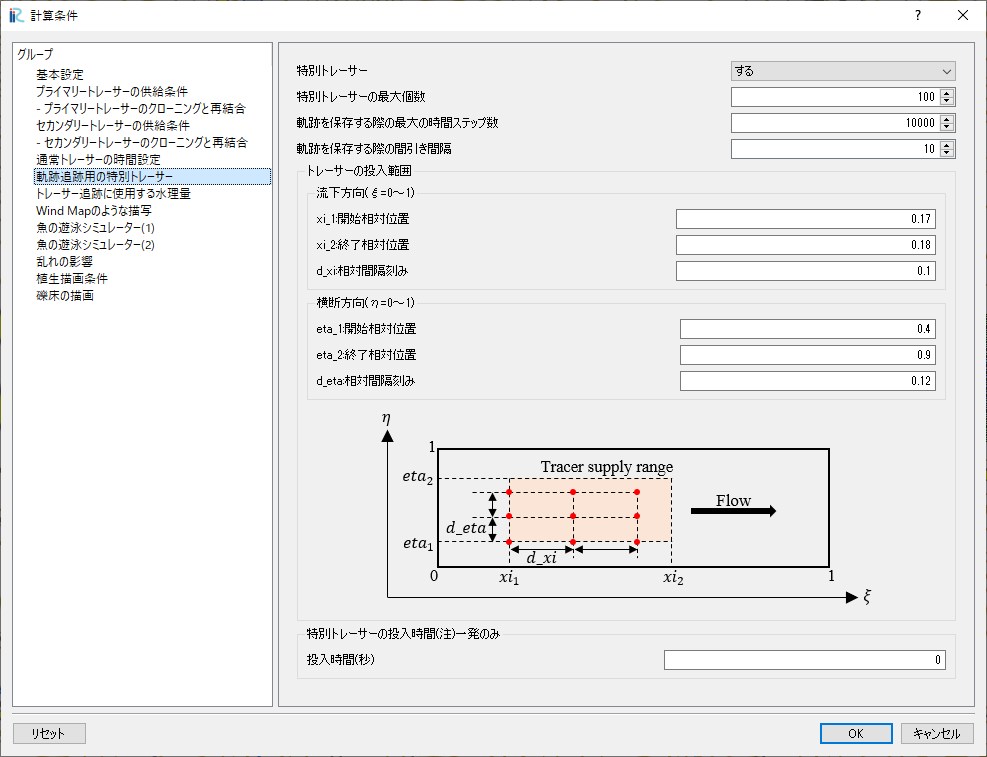 計算条件
?
グループ
基本設定
プライマリートレーサーの供給条件
- プライマリートレーサーのクローニングと再結合
セカンダリートレーサーの供給条件
- セカンダリートレーサーのクローニングと再結合
通常トレーサーの時間設定
軌跡追跡用の特別トレーサー
トレーサー追跡に使用する水理量
Wind Mapのような描写
魚の遊泳シミュレーター(1)
魚の遊泳シミュレーター(2)
乱れの影響
植生描画条件
礫床の描画
特別トレーサー する
特別トレーサーの最大個数 100
軌跡を保存する際の最大の時間ステップ数 10000
軌跡を保存する際の間引き間隔 10
トレーサーの投入範囲
流下方向(ξ=0〜1)
xi_1:開始相対位置 0.17
xi_2:終了相対位置 0.18
d_xi:相対間隔刻み 0.1
横断方向(η=0〜1)
eta_1:開始相対位置 0.4
eta_2:終了相対位置 0.9
d_eta:相対間隔刻み 0.12
η
1
Tracer supply range
eta₂
Flow
d_eta
eta₁
d_xi
0 xi₁ xi₂ 1
ξ
特別トレーサーの投入時間(注)一発のみ
投入時間(秒) 0
リセット OK キャンセル